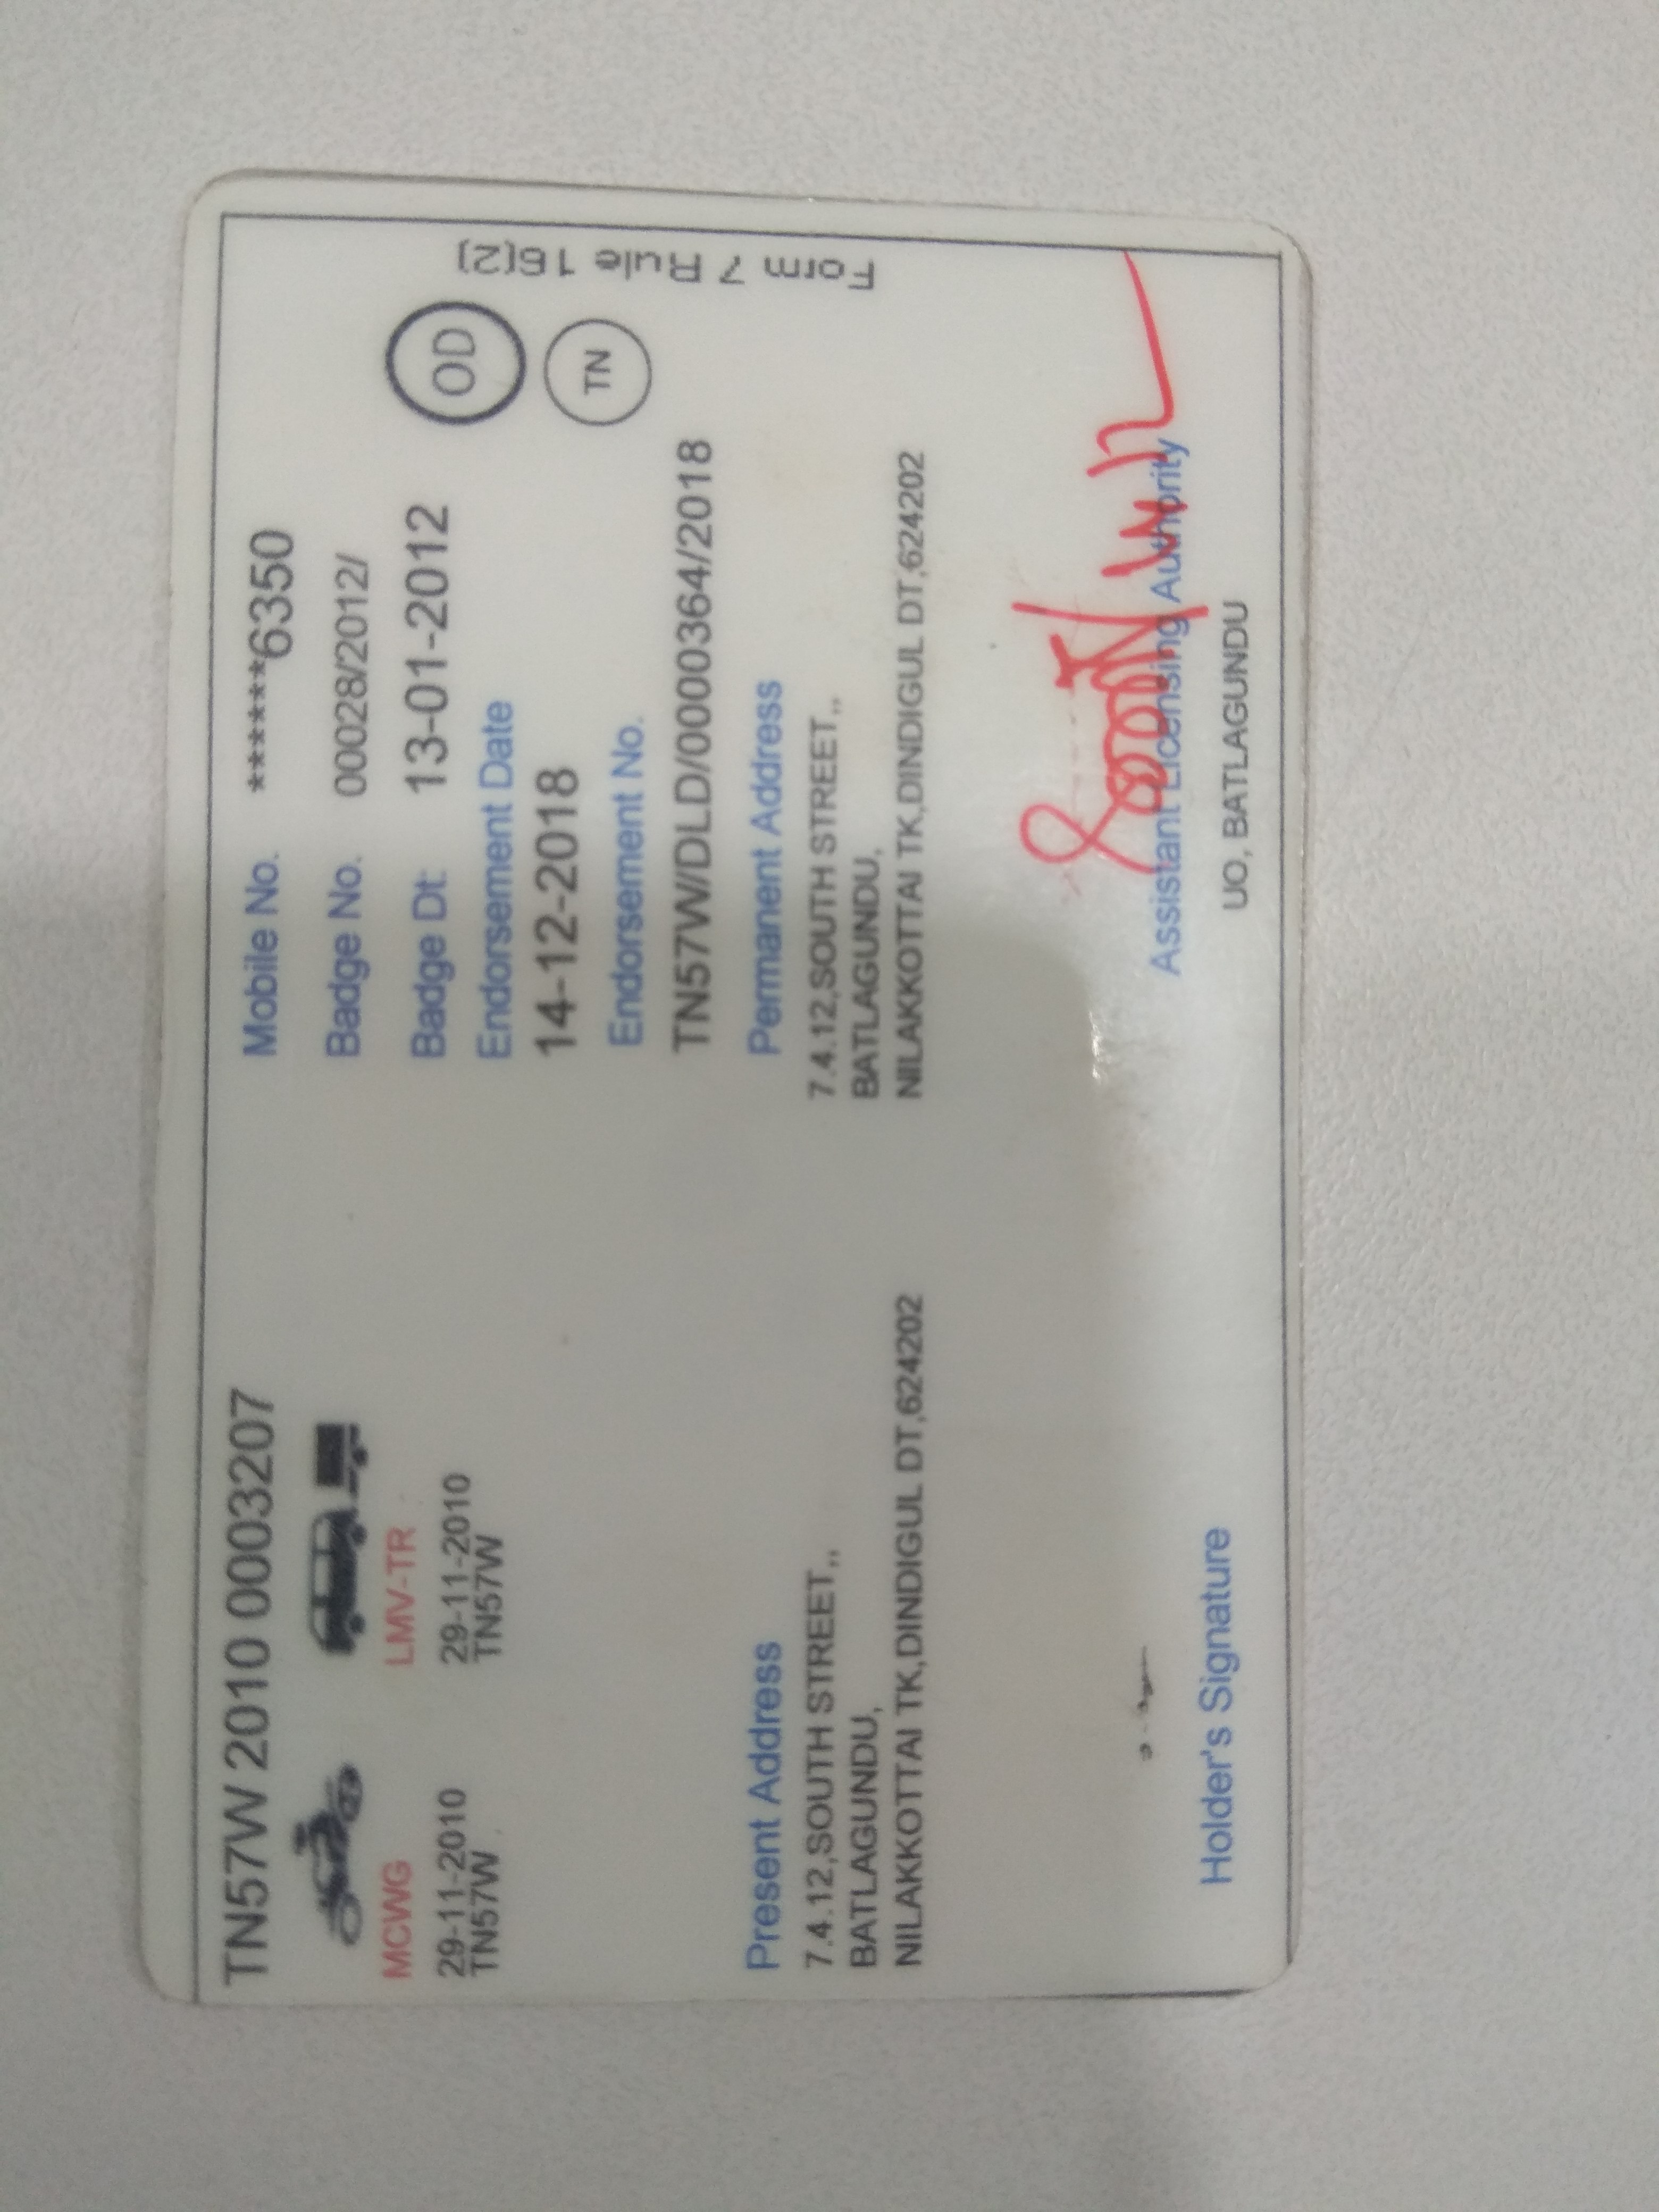 TN57W 2010 0003207
MCWG
29-11-2010
TN57W
LMV-TR
29-11-2010
TN57W
Mobile No. ******6350
Badge No. 00028/2012/
Badge Dt: 13-01-2012
Endorsement Date
14-12-2018
Endorsement No.
TN57W/DLD/0000364/2018
OD
TN
Form 7 Rule 16(2)
Present Address
7.4.12,SOUTH STREET,,
BATLAGUNDU,
NILAKKOTTAI TK,DINDIGUL DT,624202
Permanent Address
7.4.12,SOUTH STREET,,
BATLAGUNDU,
NILAKKOTTAI TK,DINDIGUL DT,624202
Holder's Signature
Assistant Licensing Authority
UO, BATLAGUNDU